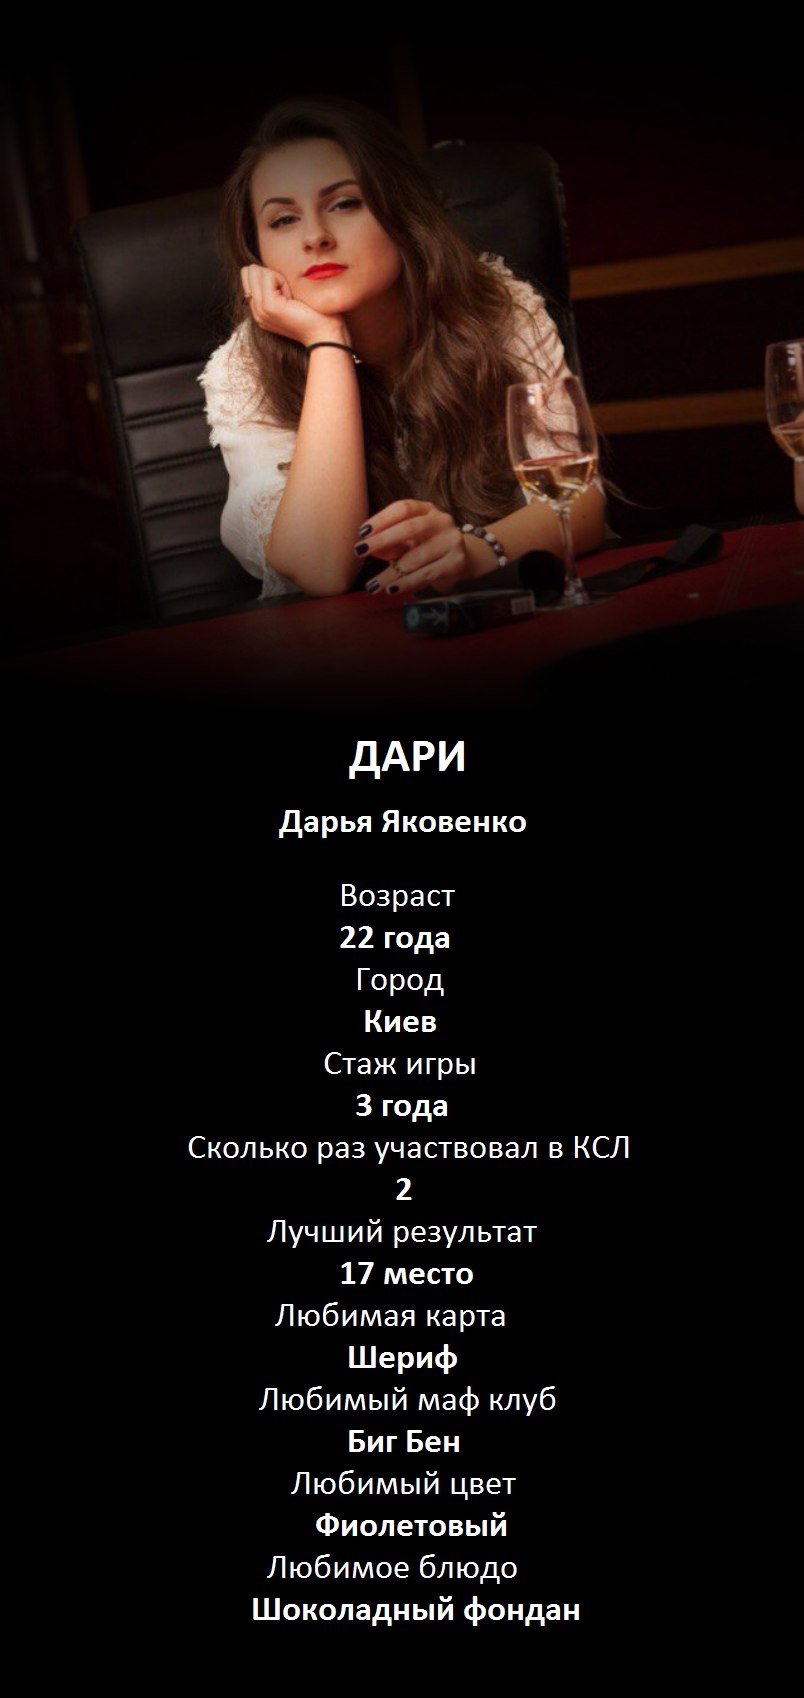 ДАРИ
Дарья Яковенко
Возраст
22 года
Город
Киев
Стаж игры
3 года
Сколько раз участвовал в КСЛ
2
Лучший результат
17 место
Любимая карта
Шериф
Любимый маф клуб
Биг Бен
Любимый цвет
Фиолетовый
Любимое блюдо
Шоколадный фондан